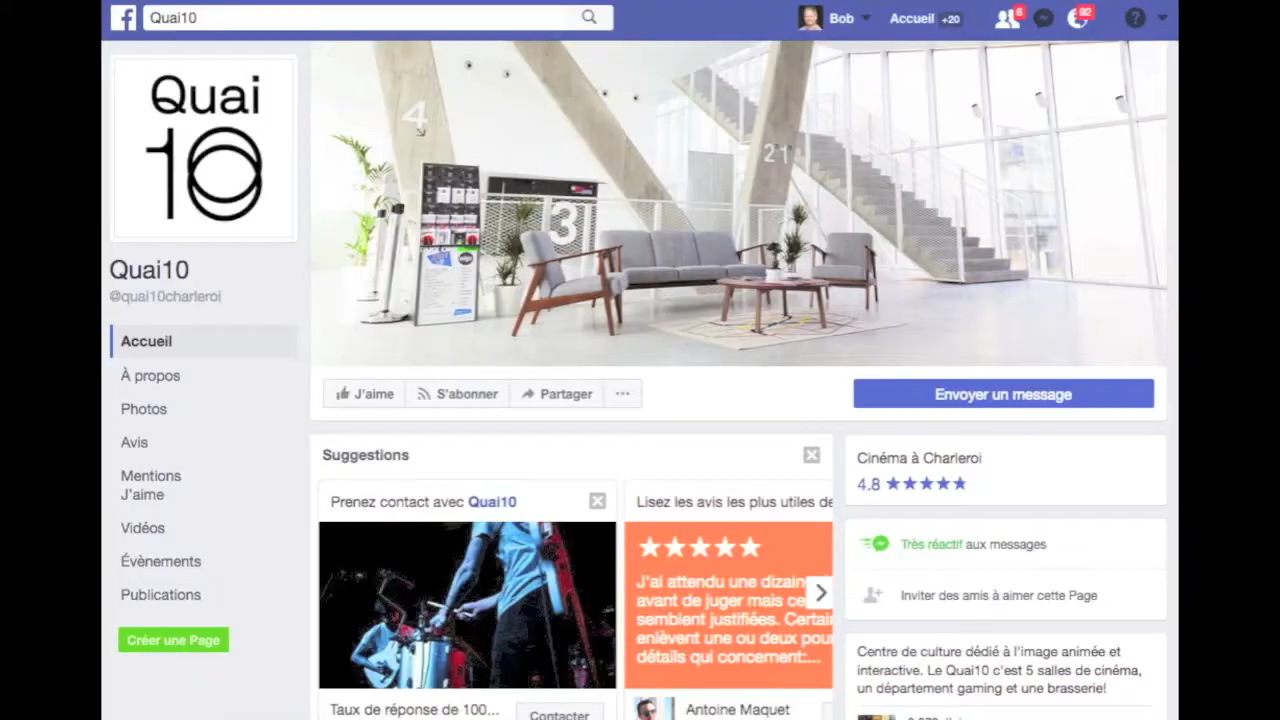 Quai10
Bob
Accueil +20
6
92
?
Quai
10
4
21
3
Quai10
@quai10charleroi
Accueil
À propos
Photos
Avis
Mentions
J'aime
Vidéos
Évènements
Publications
Créer une Page
J'aime
S'abonner
Partager
Envoyer un message
Suggestions
Prenez contact avec Quai10
Taux de réponse de 100...
Contacter
Lisez les avis les plus utiles de
J'ai attendu une dizain
avant de juger mais ce
semblent justifiées. Certai
enlèvent une ou deux pour
détails qui concernent:...
Antoine Maquet
Cinéma à Charleroi
4.8
Très réactif aux messages
Inviter des amis à aimer cette Page
Centre de culture dédié à l'image animée et
interactive. Le Quai10 c'est 5 salles de cinéma,
un département gaming et une brasserie!